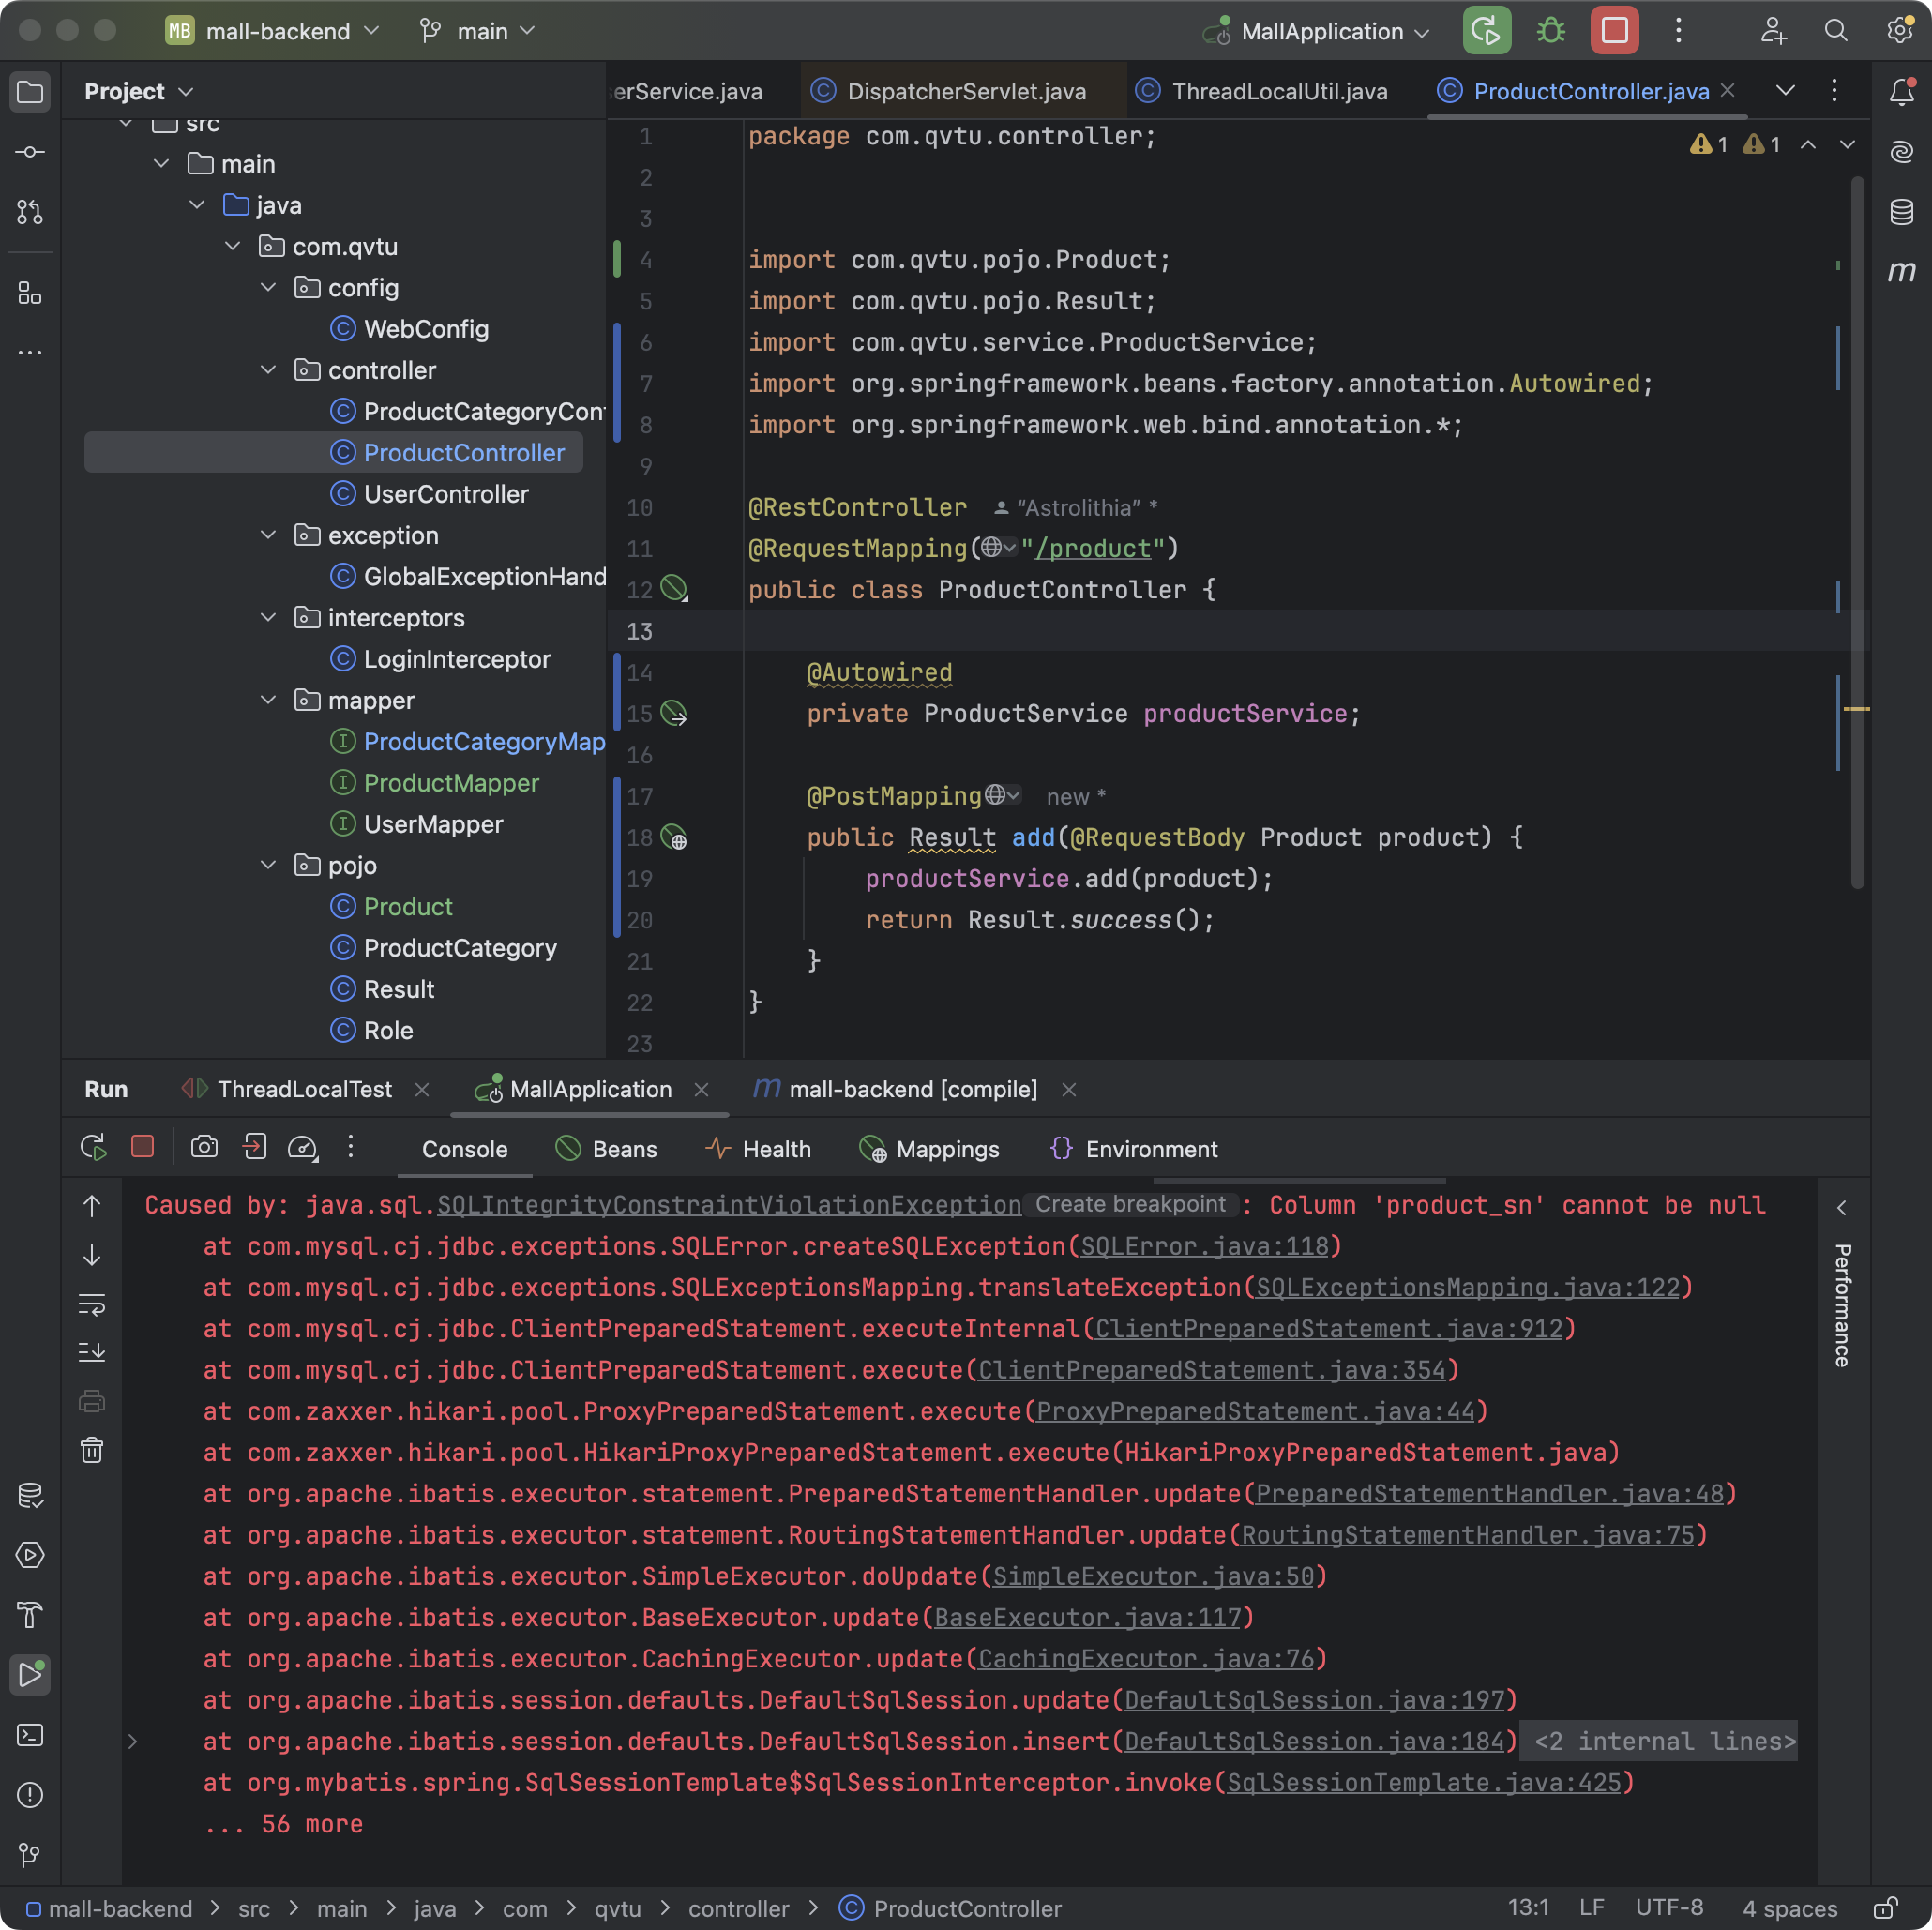 MB mall-backend main MallApplication
Project
erService.java DispatcherServlet.java ThreadLocalUtil.java ProductController.java
src
main
java
com.qvtu
config
WebConfig
controller
ProductCategoryCon
ProductController
UserController
exception
GlobalExceptionHand
interceptors
LoginInterceptor
mapper
ProductCategoryMap
ProductMapper
UserMapper
pojo
Product
ProductCategory
Result
Role
1 package com.qvtu.controller;
1 1
2
3
4 import com.qvtu.pojo.Product;
5 import com.qvtu.pojo.Result;
6 import com.qvtu.service.ProductService;
7 import org.springframework.beans.factory.annotation.Autowired;
8 import org.springframework.web.bind.annotation.*;
9
10 @RestController “Astrolithia” *
11 @RequestMapping("/product")
12 public class ProductController {
13
14 @Autowired
15 private ProductService productService;
16
17 @PostMapping new *
18 public Result add(@RequestBody Product product) {
19 productService.add(product);
20 return Result.success();
21 }
22 }
23
Run ThreadLocalTest MallApplication mall-backend [compile]
Console Beans Health Mappings Environment
Caused by: java.sql.SQLIntegrityConstraintViolationException Create breakpoint : Column 'product_sn' cannot be null
at com.mysql.cj.jdbc.exceptions.SQLError.createSQLException(SQLError.java:118)
at com.mysql.cj.jdbc.exceptions.SQLExceptionsMapping.translateException(SQLExceptionsMapping.java:122)
at com.mysql.cj.jdbc.ClientPreparedStatement.executeInternal(ClientPreparedStatement.java:912)
at com.mysql.cj.jdbc.ClientPreparedStatement.execute(ClientPreparedStatement.java:354)
at com.zaxxer.hikari.pool.ProxyPreparedStatement.execute(ProxyPreparedStatement.java:44)
at com.zaxxer.hikari.pool.HikariProxyPreparedStatement.execute(HikariProxyPreparedStatement.java)
at org.apache.ibatis.executor.statement.PreparedStatementHandler.update(PreparedStatementHandler.java:48)
at org.apache.ibatis.executor.statement.RoutingStatementHandler.update(RoutingStatementHandler.java:75)
at org.apache.ibatis.executor.SimpleExecutor.doUpdate(SimpleExecutor.java:50)
at org.apache.ibatis.executor.BaseExecutor.update(BaseExecutor.java:117)
at org.apache.ibatis.executor.CachingExecutor.update(CachingExecutor.java:76)
at org.apache.ibatis.session.defaults.DefaultSqlSession.update(DefaultSqlSession.java:197)
at org.apache.ibatis.session.defaults.DefaultSqlSession.insert(DefaultSqlSession.java:184) <2 internal lines>
at org.mybatis.spring.SqlSessionTemplate$SqlSessionInterceptor.invoke(SqlSessionTemplate.java:425)
... 56 more
Performance
mall-backend > src > main > java > com > qvtu > controller > ProductController 13:1 LF UTF-8 4 spaces